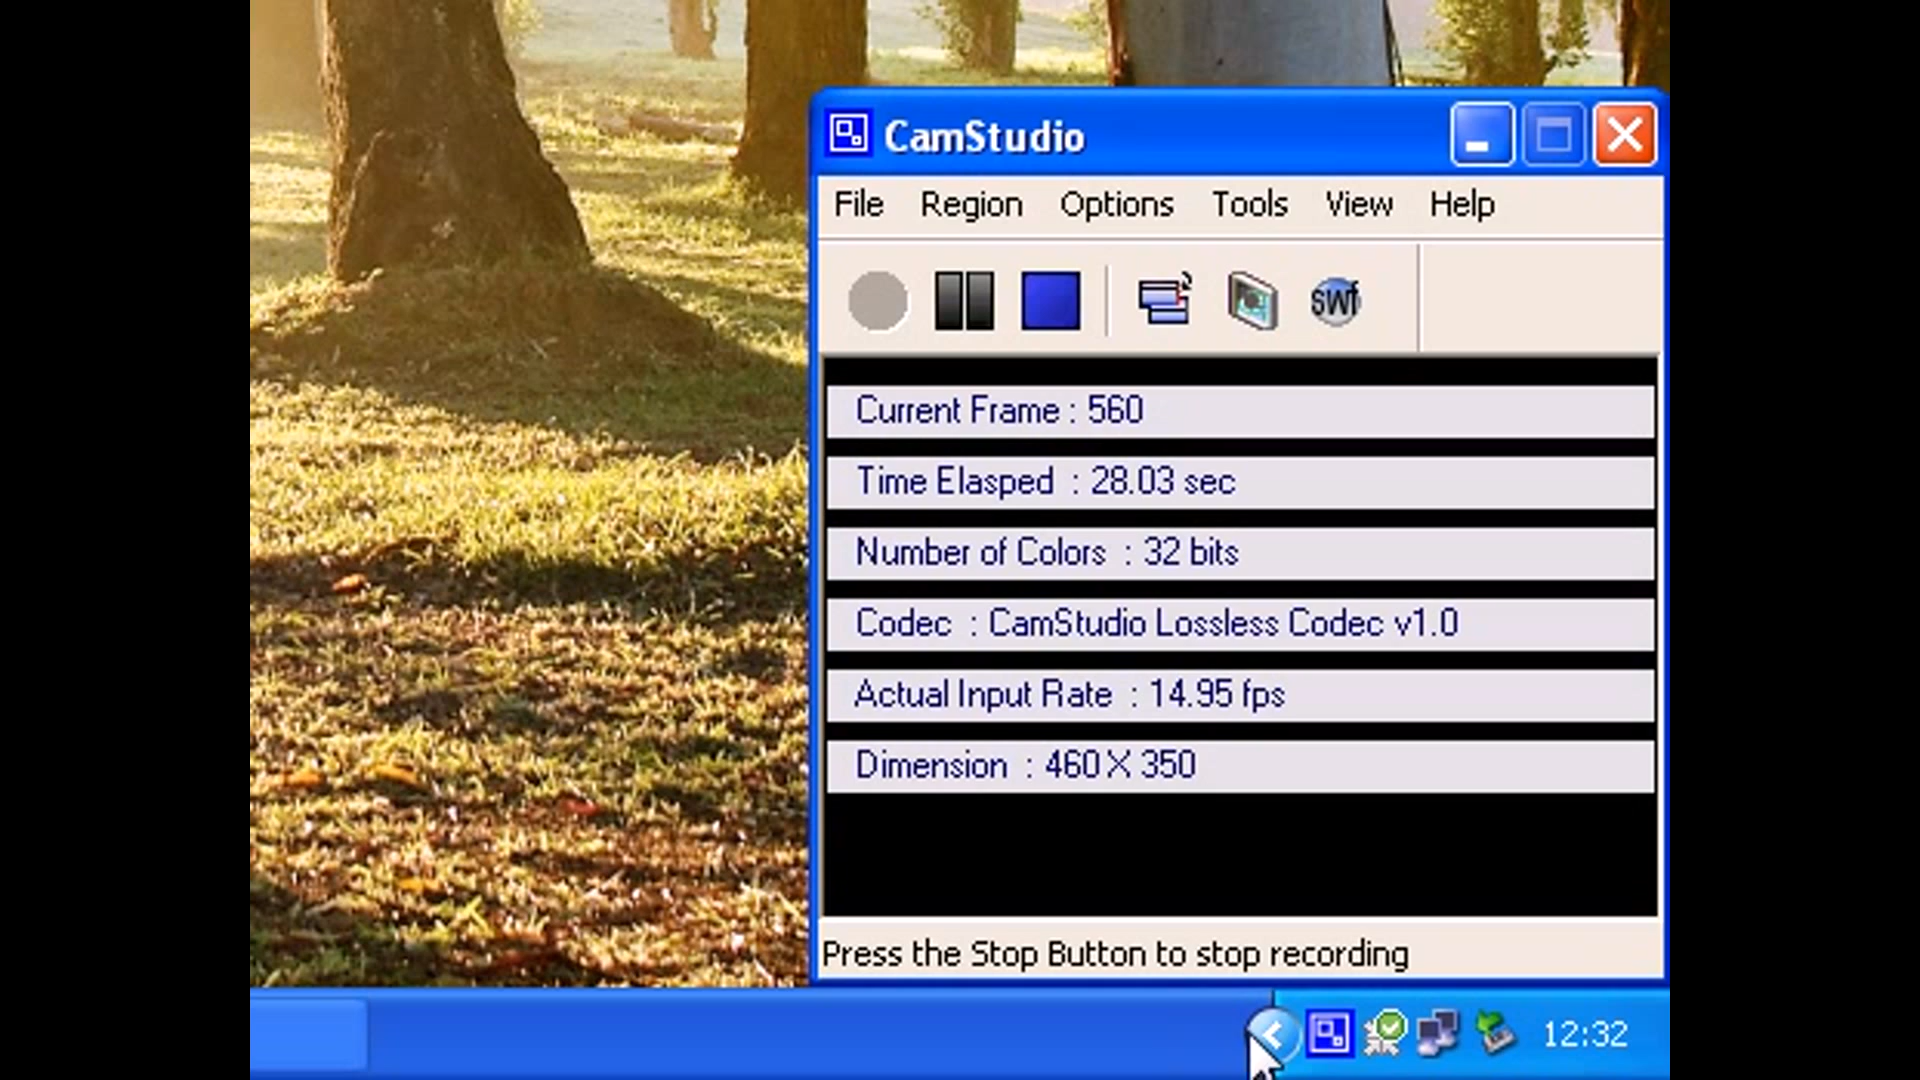 CamStudio
File Region Options Tools View Help
swf
Current Frame : 560
Time Elasped : 28.03 sec
Number of Colors : 32 bits
Codec : CamStudio Lossless Codec v1.0
Actual Input Rate : 14.95 fps
Dimension : 460 X 350
Press the Stop Button to stop recording
12:32